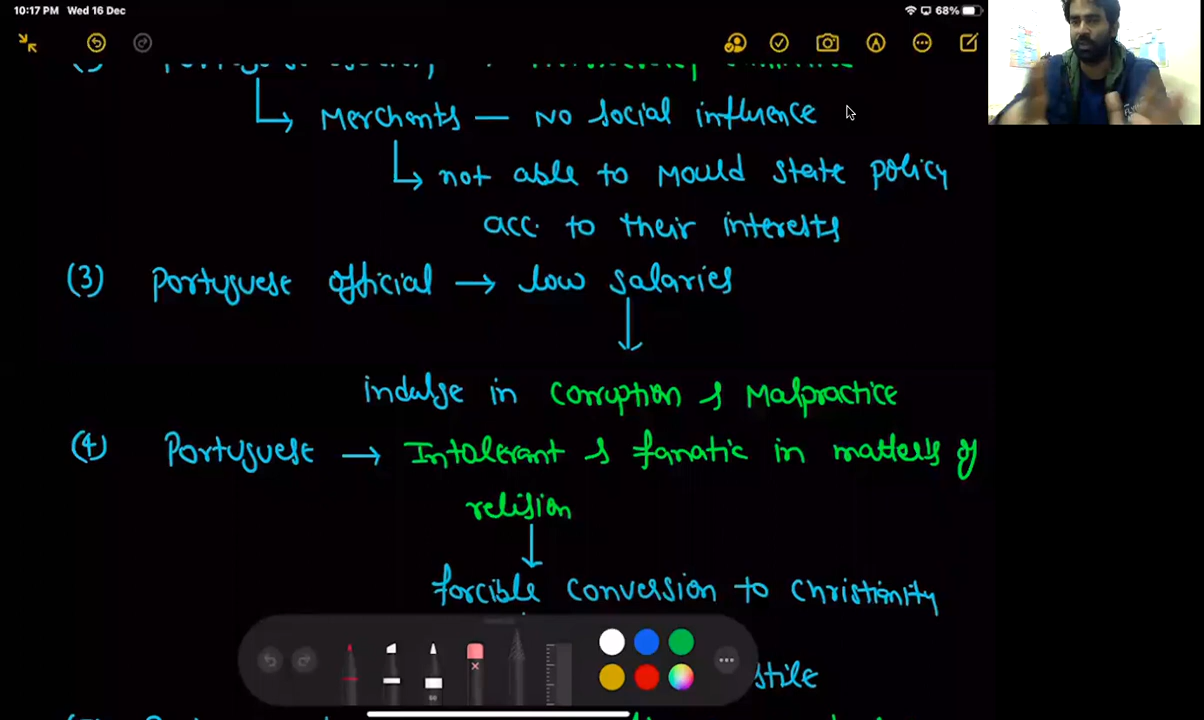 10:17 PM Wed 16 Dec
68%
Merchants — No social influence
not able to Mould state policy
acc. to their interests
(3) Portuguese official → low salaries
indulge in Corruption & Malpractice
(4) Portuguese → Intolerant & fanatic in matters of
religion
forcible conversion to christianity
stile